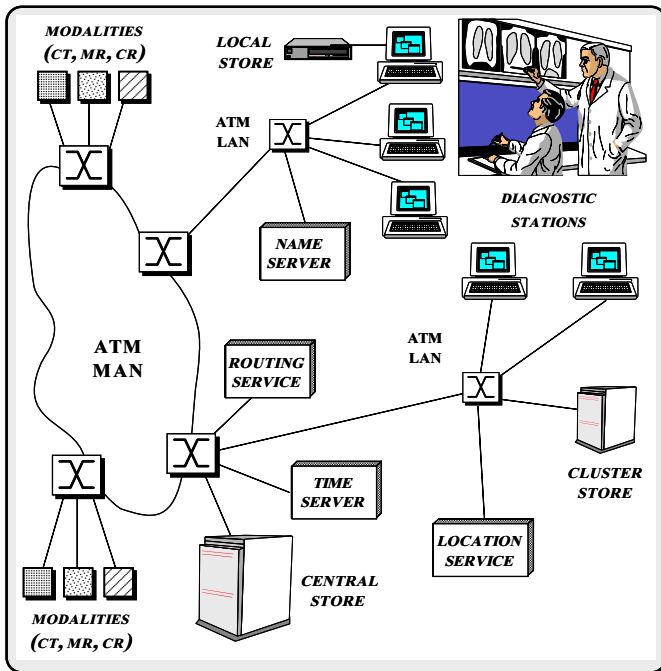 MODALITIES
(CT, MR, CR)
LOCAL
STORE
ATM
LAN
NAME
SERVER
DIAGNOSTIC
STATIONS
ATM
MAN
ROUTING
SERVICE
ATM
LAN
TIME
SERVER
CLUSTER
STORE
LOCATION
SERVICE
CENTRAL
STORE
MODALITIES
(CT, MR, CR)